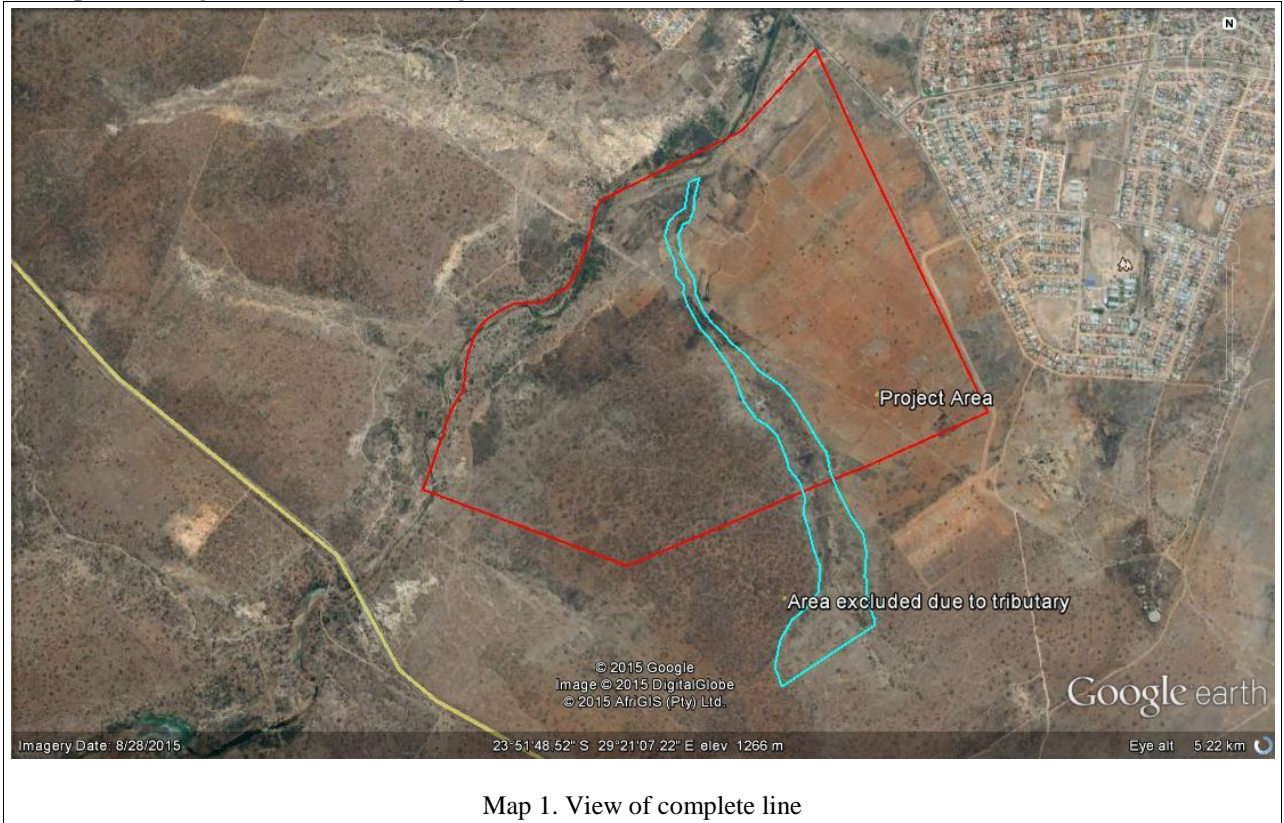 N
Project Area
Area excluded due to tributary
© 2015 Google
Image © 2015 DigitalGlobe
© 2015 AfriGIS (Pty) Ltd.
Google earth
Imagery Date: 8/28/2015 23°51'48.52" S 29°21'07.22" E elev 1266 m Eye alt 5.22 km
Map 1. View of complete line